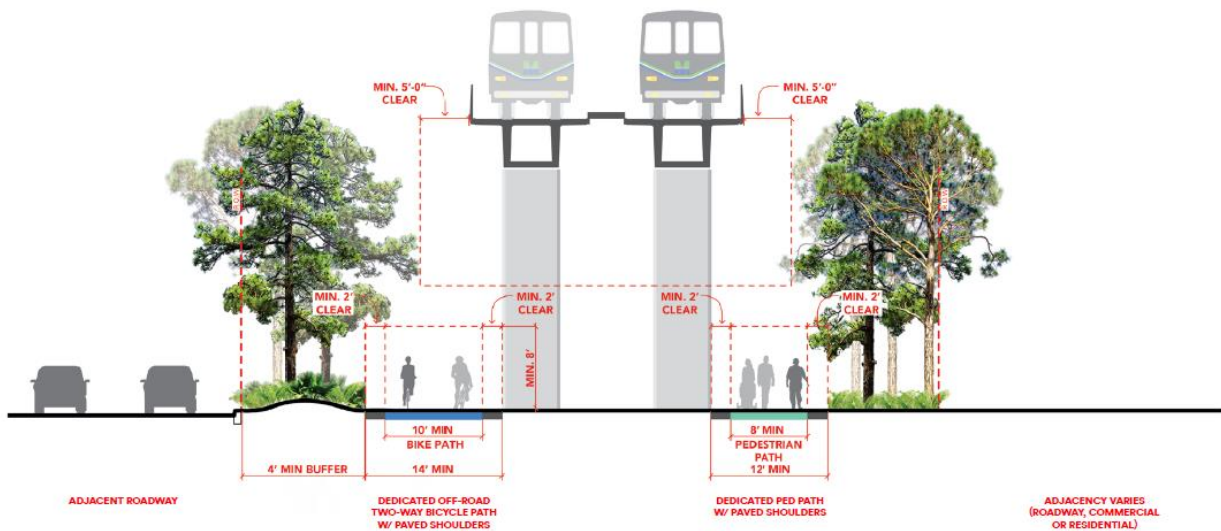 MIN. 5'-0"
CLEAR
MIN. 5'-0"
CLEAR
MIN. 2'
CLEAR
MIN. 2'
CLEAR
MIN. 2'
CLEAR
MIN. 2'
CLEAR
MIN. 8'
10' MIN
BIKE PATH
8' MIN
PEDESTRIAN
PATH
4' MIN BUFFER
14' MIN
12' MIN
ADJACENT ROADWAY
DEDICATED OFF-ROAD
TWO-WAY BICYCLE PATH
W/ PAVED SHOULDERS
DEDICATED PED PATH
W/ PAVED SHOULDERS
ADJACENCY VARIES
(ROADWAY, COMMERCIAL
OR RESIDENTIAL)